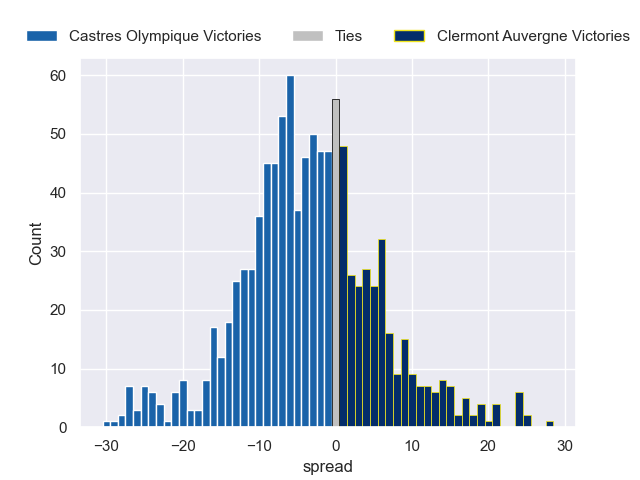 Castres Olympique Victories Ties Clermont Auvergne Victories
60
50
40
30
20
10
0
Count
−30 −20 −10 0 10 20 30
spread